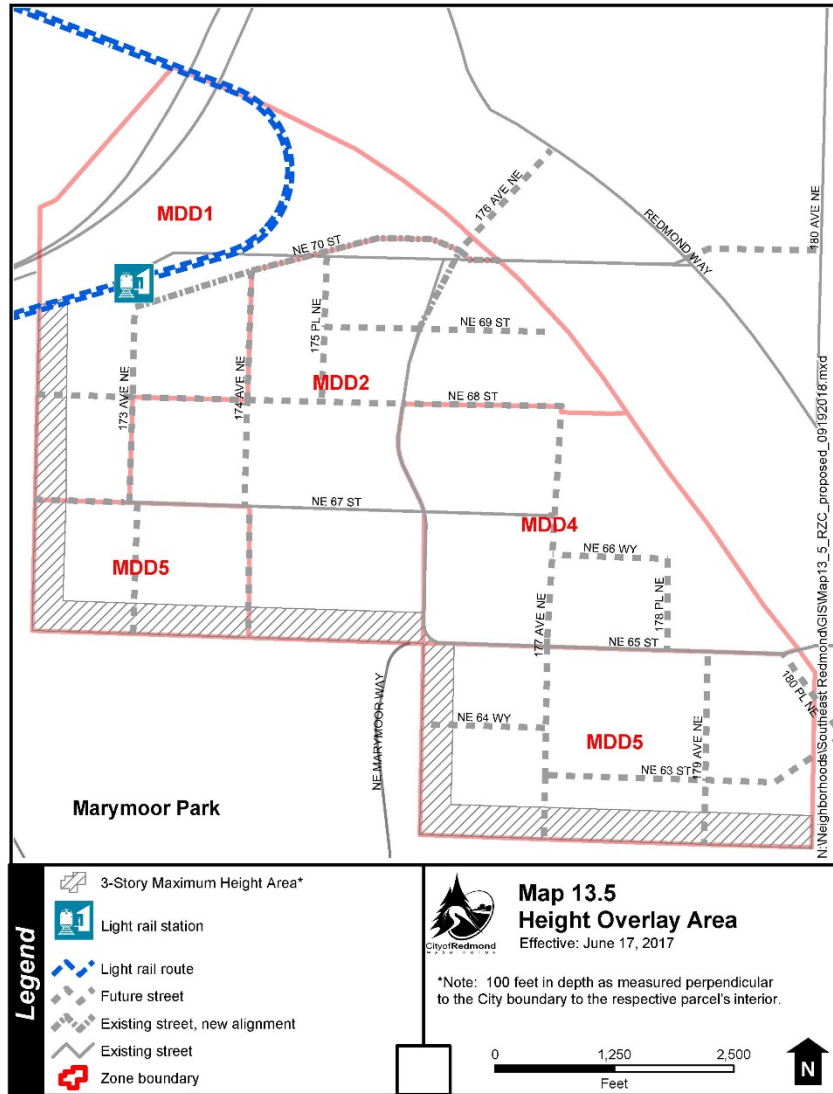 MDD1
176 AVE NE
REDMOND WAY
180 AVE NE
NE 70 ST
175 PL NE
NE 69 ST
174 AVE NE
173 AVE NE
MDD2
NE 68 ST
NE 67 ST
MDD4
MDD5
NE 66 WY
178 PL NE
177 AVE NE
NE 65 ST
180 PL NE
NE MARYMOOR WAY
NE 64 WY
MDD5
179 AVE NE
NE 63 ST
Marymoor Park
N:\Neighborhoods\Southeast Redmond\GIS\Map13_5_RZC_proposed_09192018.mxd
Legend
3-Story Maximum Height Area*
Light rail station
Light rail route
Future street
Existing street, new alignment
Existing street
Zone boundary
CityofRedmond
WASHINGTON
Map 13.5
Height Overlay Area
Effective: June 17, 2017
*Note: 100 feet in depth as measured perpendicular
to the City boundary to the respective parcel's interior.
0 1,250 2,500
Feet
N